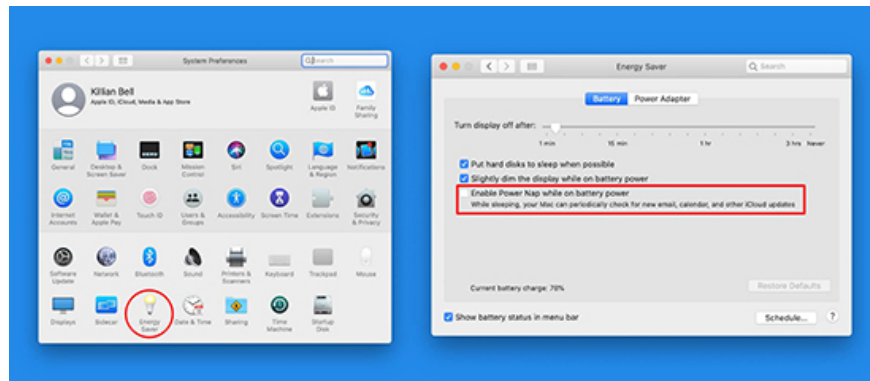 System Preferences
Search
Killian Bell
Apple ID, iCloud, Media & App Store
Apple ID
Family
Sharing
General
Desktop &
Screen Saver
Dock
Mission
Control
Siri
Spotlight
Language
& Region
Notifications
Internet
Accounts
Wallet &
Apple Pay
Touch ID
Users &
Groups
Accessibility
Screen Time
Extensions
Security
& Privacy
Software
Update
Network
Bluetooth
Sound
Printers &
Scanners
Keyboard
Trackpad
Mouse
Displays
Sidecar
Energy
Saver
Date & Time
Sharing
Time
Machine
Startup
Disk
Energy Saver
Search
Battery
Power Adapter
Turn display off after:
1 min
15 min
1 hr
3 hrs
Never
Put hard disks to sleep when possible
Slightly dim the display while on battery power
Enable Power Nap while on battery power
While sleeping, your Mac can periodically check for new email, calendar, and other iCloud updates
Current battery charge: 78%
Restore Defaults
Show battery status in menu bar
Schedule...
?